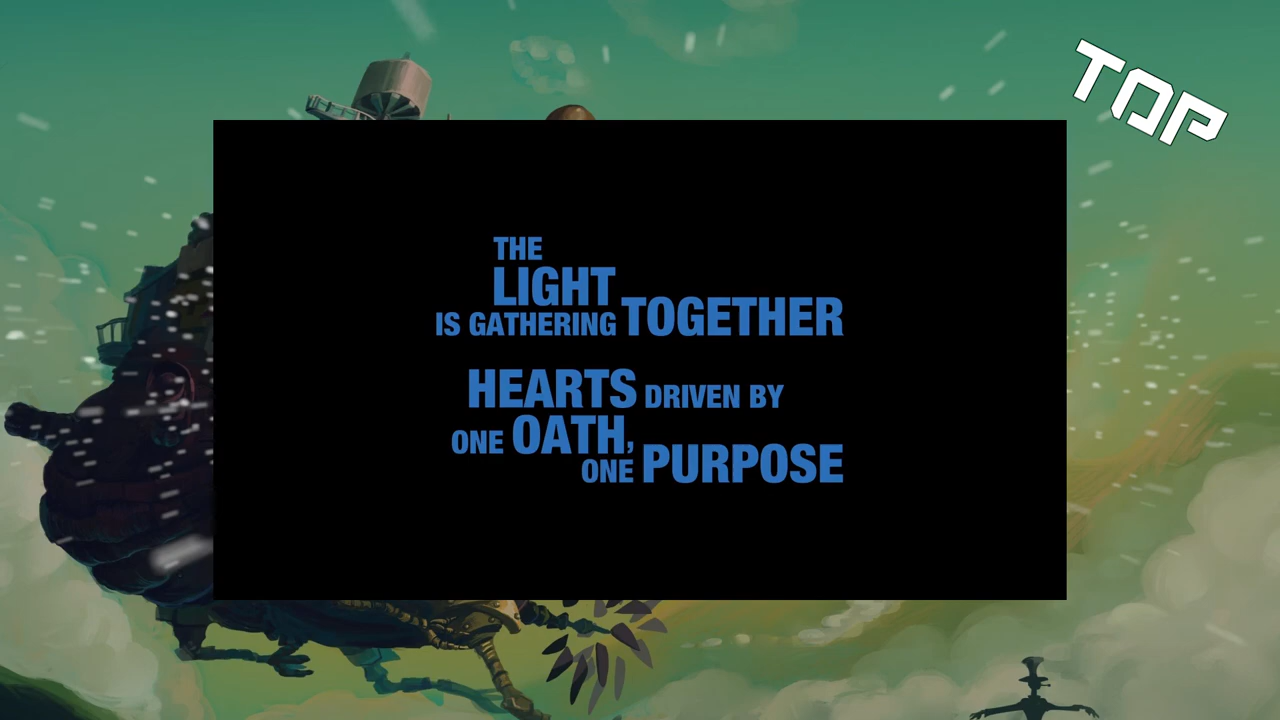 TOP
THE
LIGHT
IS GATHERING TOGETHER
HEARTS DRIVEN BY
ONE OATH,
ONE PURPOSE